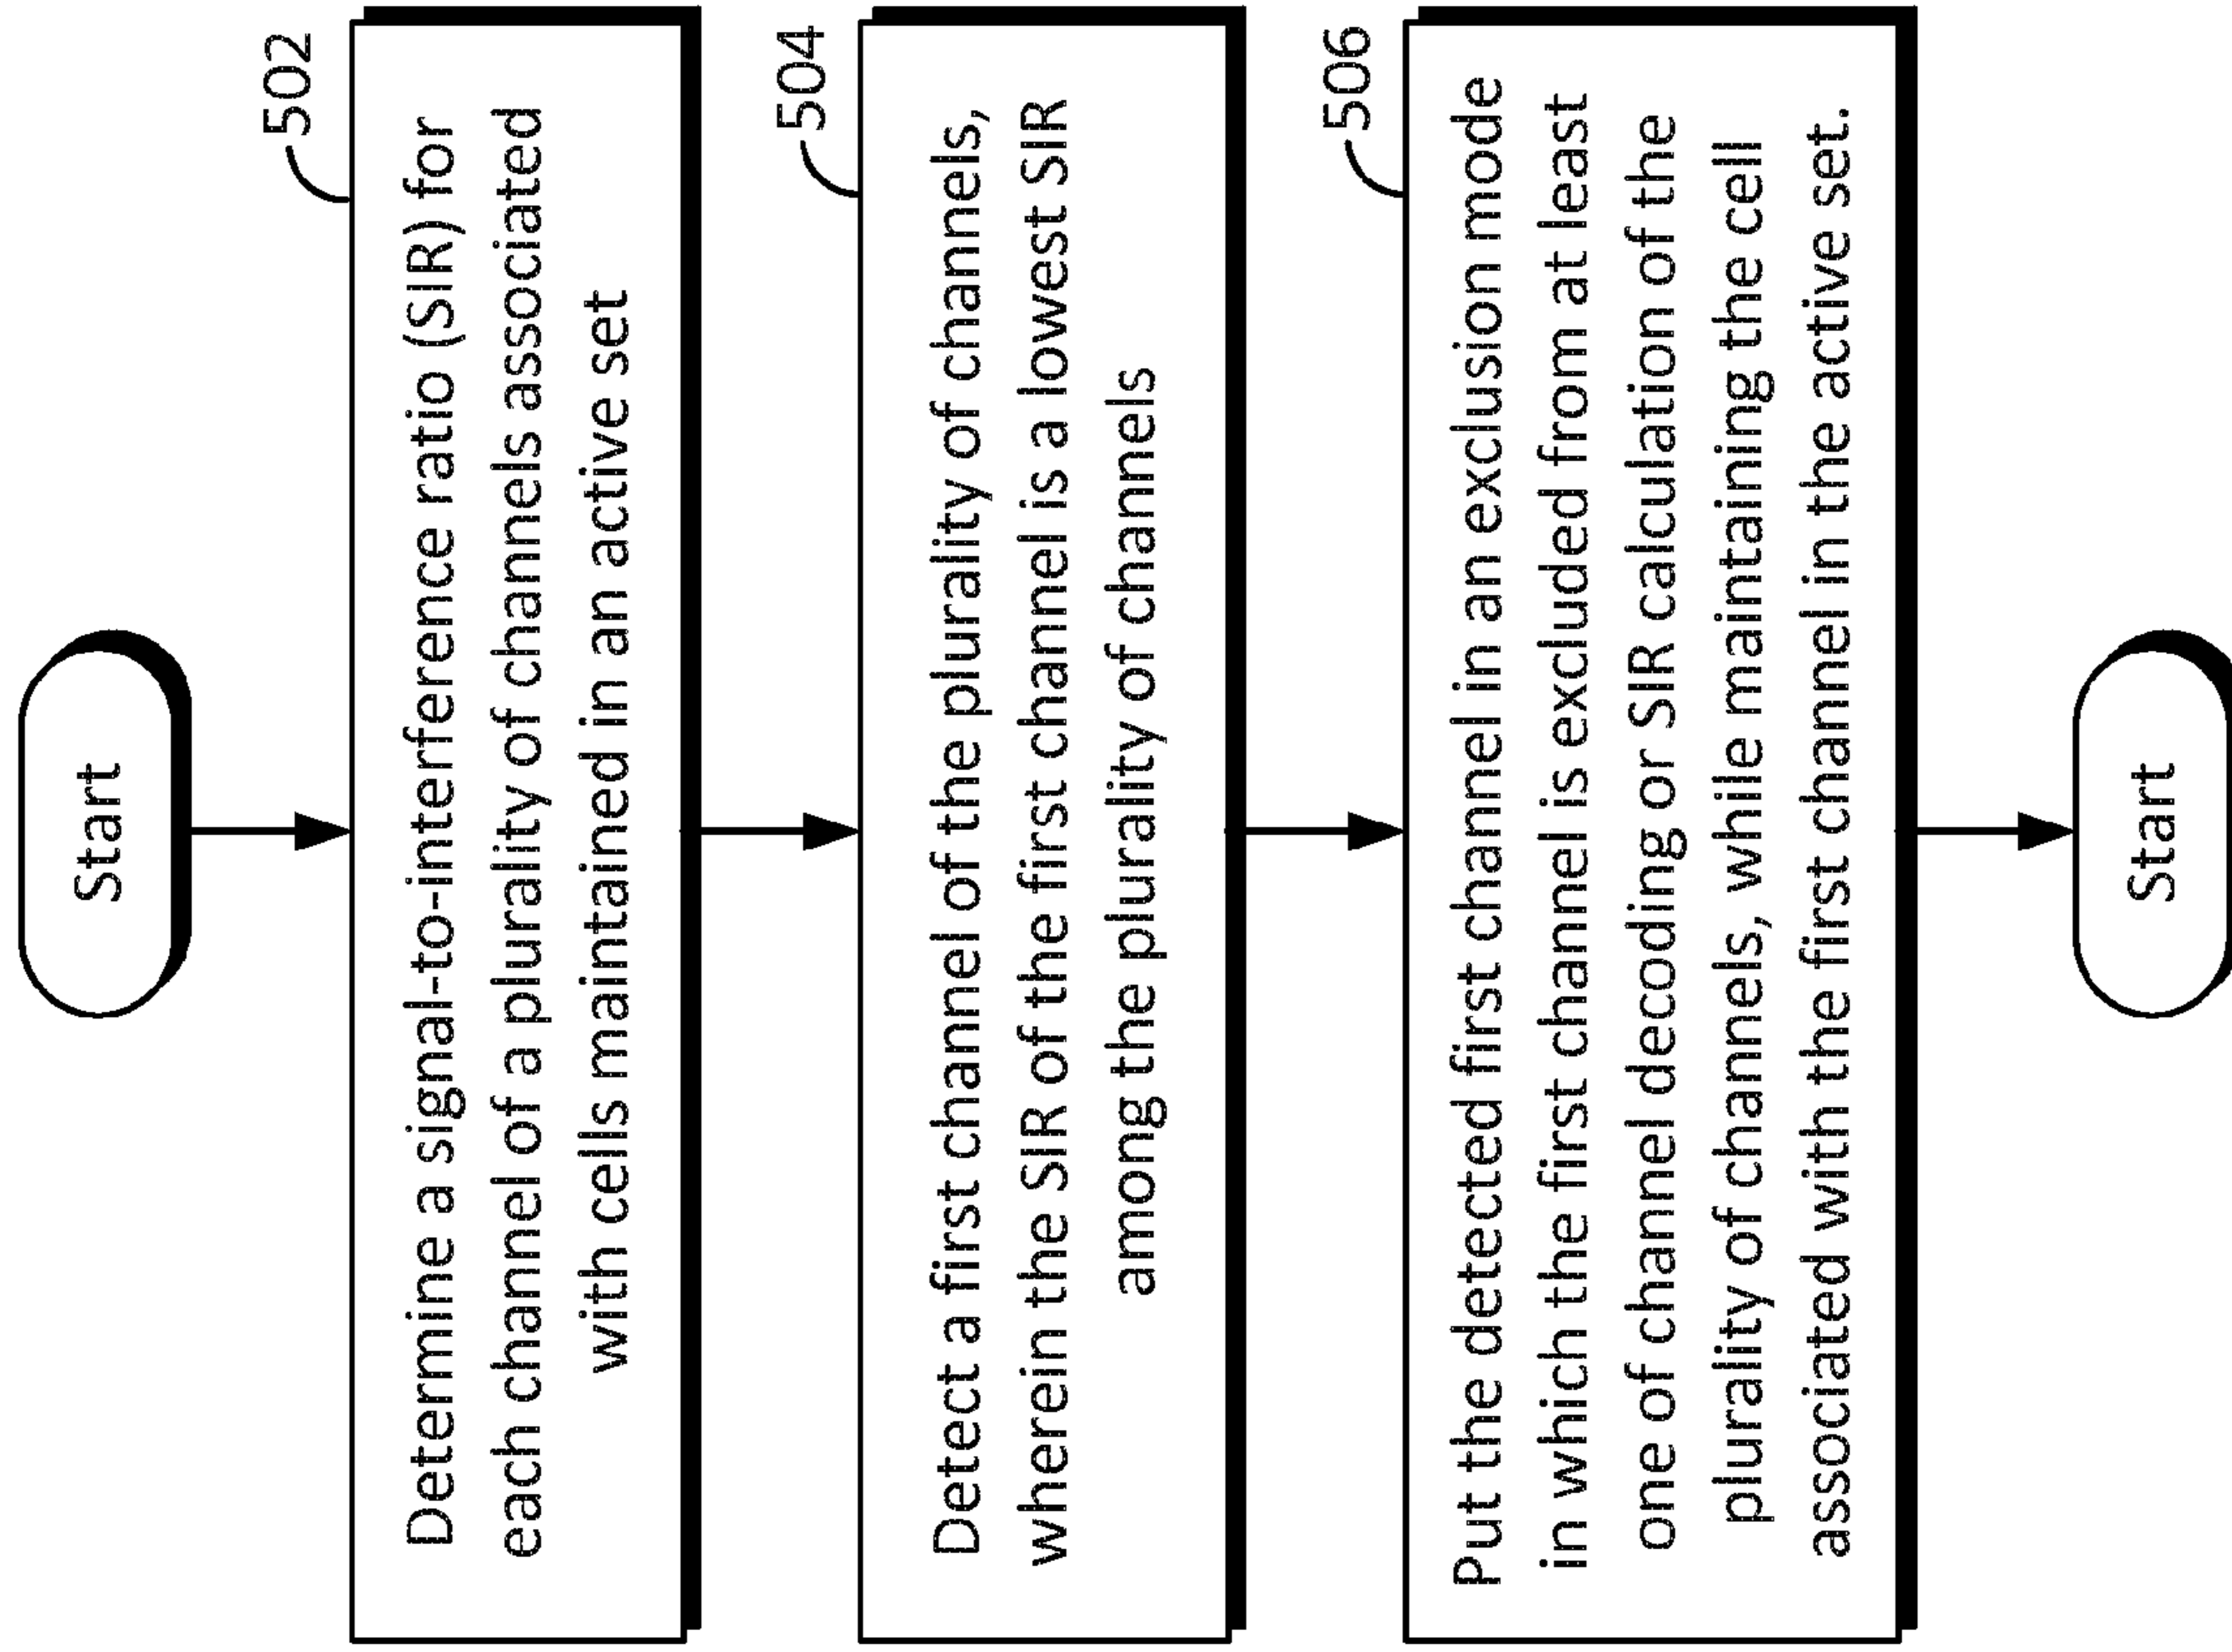 Start
502
Determine a signal-to-interference ratio (SIR) for
each channel of a plurality of channels associated
with cells maintained in an active set
504
Detect a first channel of the plurality of channels,
wherein the SIR of the first channel is a lowest SIR
among the plurality of channels
506
Put the detected first channel in an exclusion mode
in which the first channel is excluded from at least
one of channel decoding or SIR calculation of the
plurality of channels, while maintaining the cell
associated with the first channel in the active set.
Start